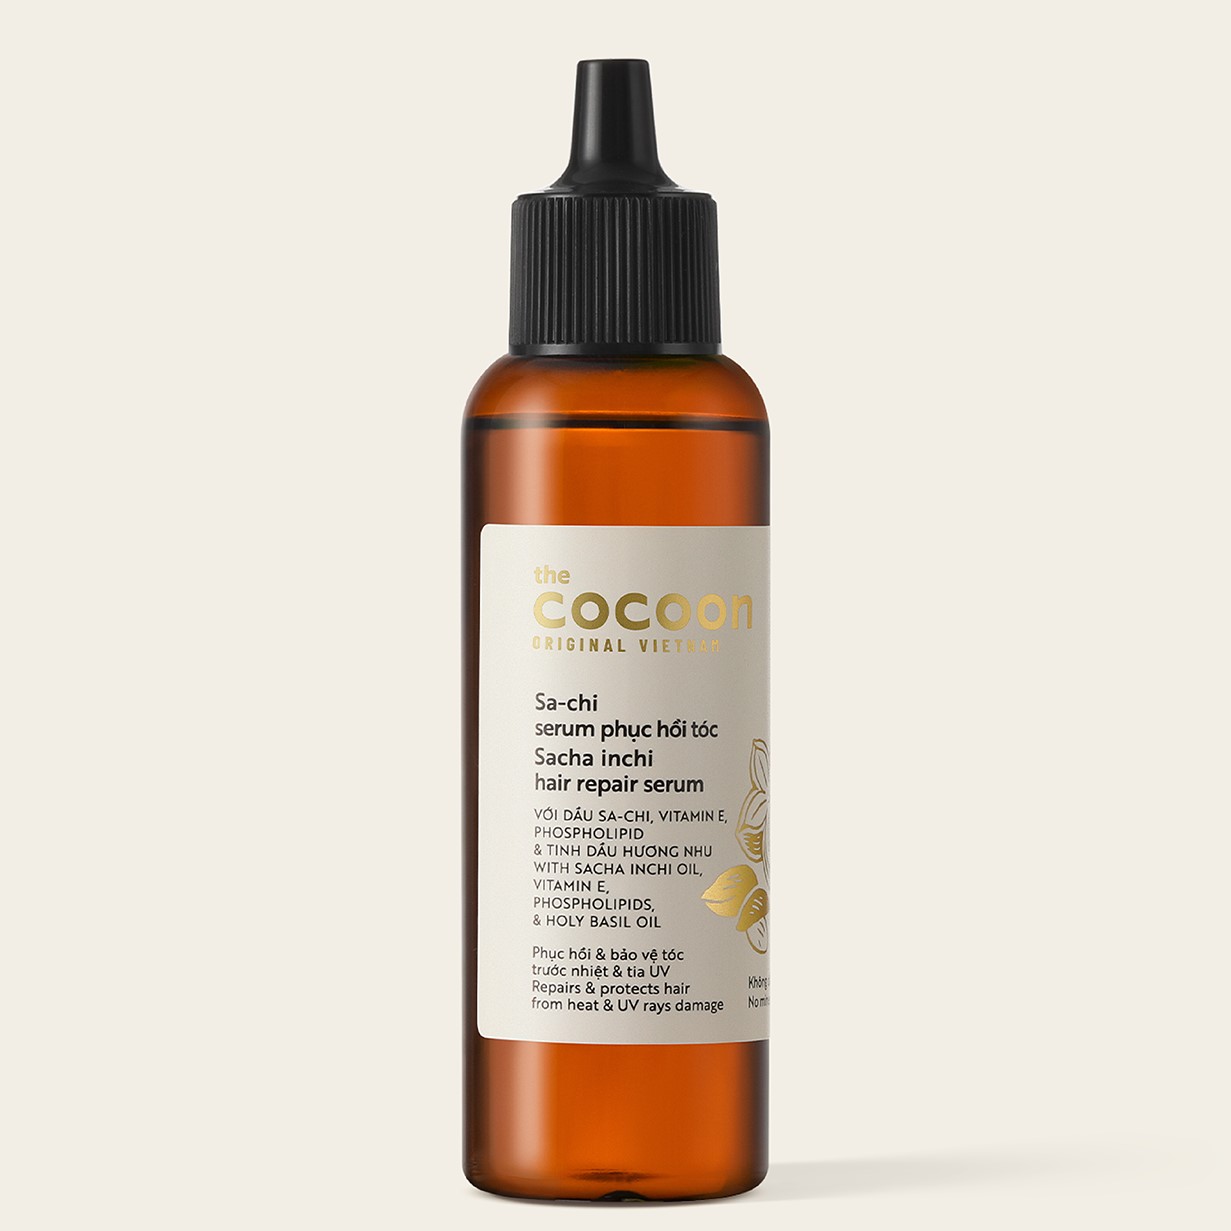 the
cocoon
ORIGINAL VIETNAM
Sa-chi
serum phục hồi tóc
Sacha inchi
hair repair serum
VỚI DẦU SA-CHI, VITAMIN E,
PHOSPHOLIPID
& TINH DẦU HƯƠNG NHU
WITH SACHA INCHI OIL,
VITAMIN E,
PHOSPHOLIPIDS,
& HOLY BASIL OIL
Phục hồi & bảo vệ tóc
trước nhiệt & tia UV
Repairs & protects hair
from heat & UV rays damage
Không
No